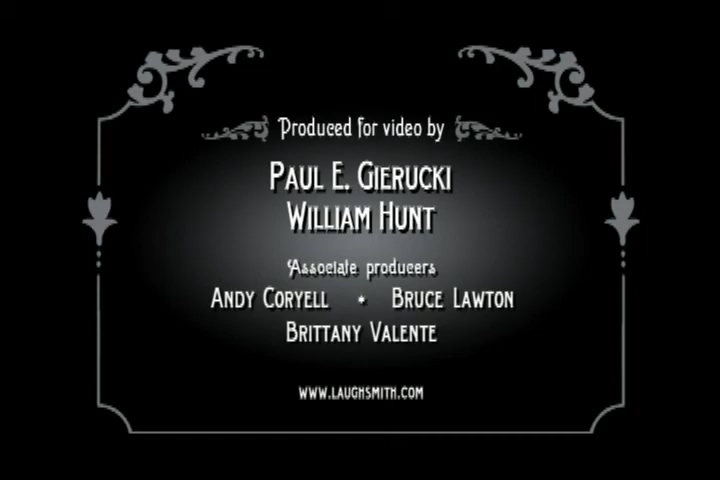 Produced for video by
PAUL E. GIERUCKI
WILLIAM HUNT
Associate producers
ANDY CORYELL • BRUCE LAWTON
BRITTANY VALENTE
WWW.LAUGHSMITH.COM